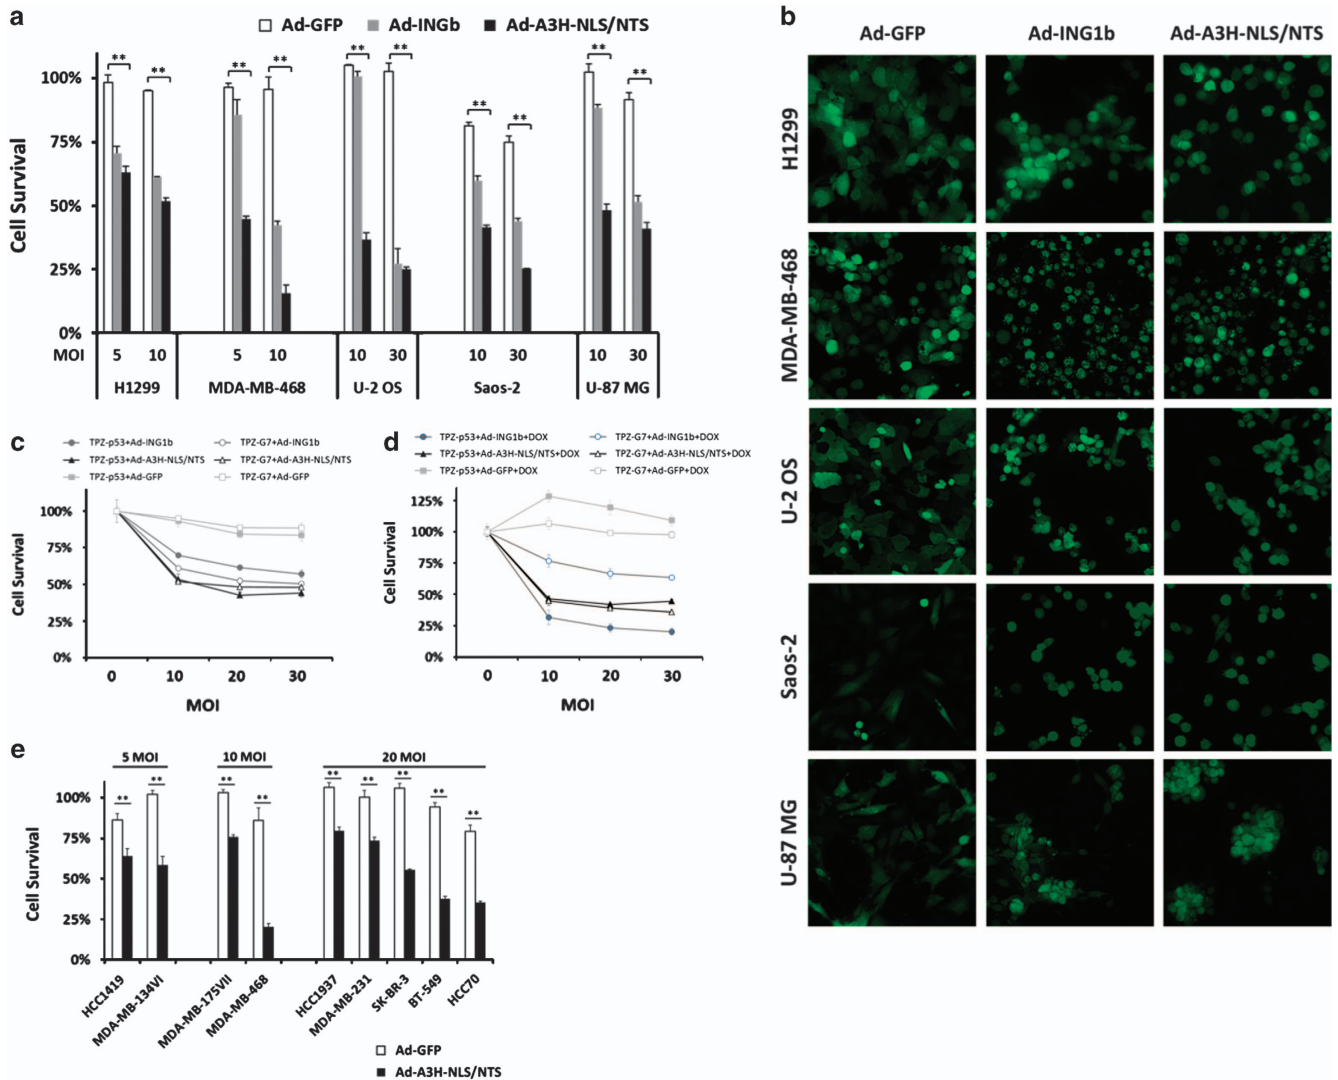 a
Ad-GFP Ad-INGb Ad-A3H-NLS/NTS
Cell Survival
100%
75%
50%
25%
0%
** ** ** ** ** ** ** ** ** **
MOI 5 10 5 10 10 30 10 30 10 30
H1299 MDA-MB-468 U-2 OS Saos-2 U-87 MG
b
Ad-GFP Ad-ING1b Ad-A3H-NLS/NTS
H1299
MDA-MB-468
U-2 OS
Saos-2
U-87 MG
c
TPZ-p53+Ad-ING1b TPZ-G7+Ad-ING1b
TPZ-p53+Ad-A3H-NLS/NTS TPZ-G7+Ad-A3H-NLS/NTS
TPZ-p53+Ad-GFP TPZ-G7+Ad-GFP
Cell Survival
100%
75%
50%
25%
0%
0 10 20 30
MOI
d
TPZ-p53+Ad-ING1b+DOX TPZ-G7+Ad-ING1b+DOX
TPZ-p53+Ad-A3H-NLS/NTS+DOX TPZ-G7+Ad-A3H-NLS/NTS+DOX
TPZ-p53+Ad-GFP+DOX TPZ-G7+Ad-GFP+DOX
Cell Survival
125%
100%
75%
50%
25%
0%
0 10 20 30
MOI
e
5 MOI 10 MOI 20 MOI
** ** ** ** ** ** ** ** **
Cell Survival
100%
75%
50%
25%
0%
HCC1419
MDA-MB-134VI
MDA-MB-175VII
MDA-MB-468
HCC1937
MDA-MB-231
SK-BR-3
BT-549
HCC70
Ad-GFP
Ad-A3H-NLS/NTS